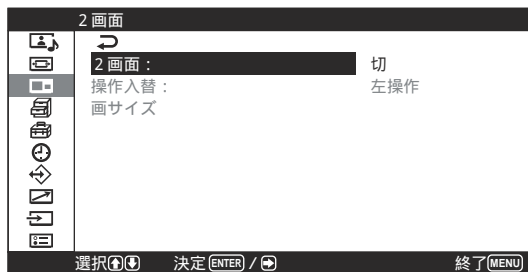 2画面
2画面： 切
操作入替： 左操作
画サイズ
選択 決定 ENTER / 終了 MENU